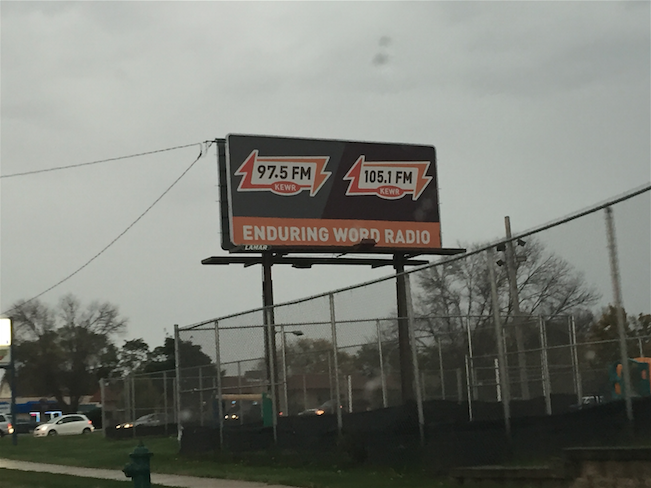 97.5 FM
KEWR
105.1 FM
KEWR
ENDURING WORD RADIO
LAMAR